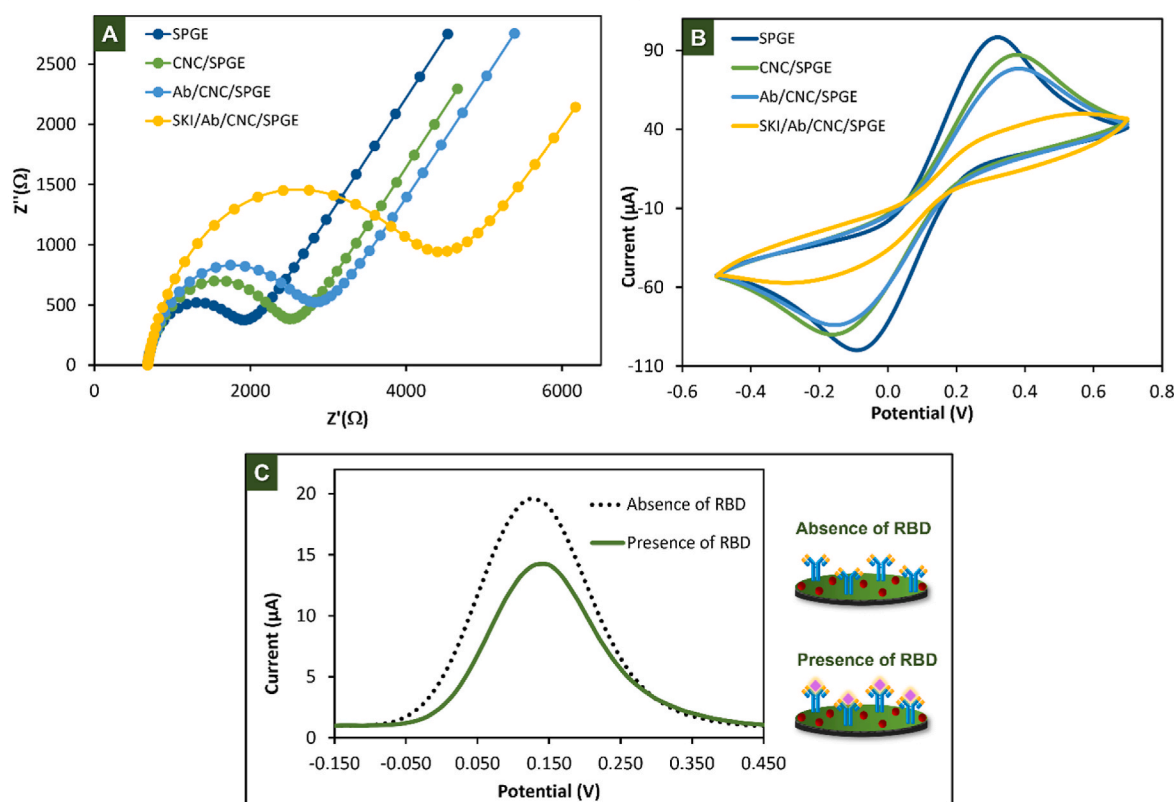 A
SPGE
CNC/SPGE
Ab/CNC/SPGE
SKI/Ab/CNC/SPGE
2500
2000
1500
1000
500
0
Z''(Ω)
0
2000
4000
6000
Z'(Ω)
B
SPGE
CNC/SPGE
Ab/CNC/SPGE
SKI/Ab/CNC/SPGE
90
40
-10
-60
-110
Current (µA)
-0.6
-0.4
-0.2
0.0
0.2
0.4
0.6
0.8
Potential (V)
C
Absence of RBD
Presence of RBD
20
15
10
5
0
Current (µA)
-0.150
-0.050
0.050
0.150
0.250
0.350
0.450
Potential (V)
Absence of RBD
Presence of RBD